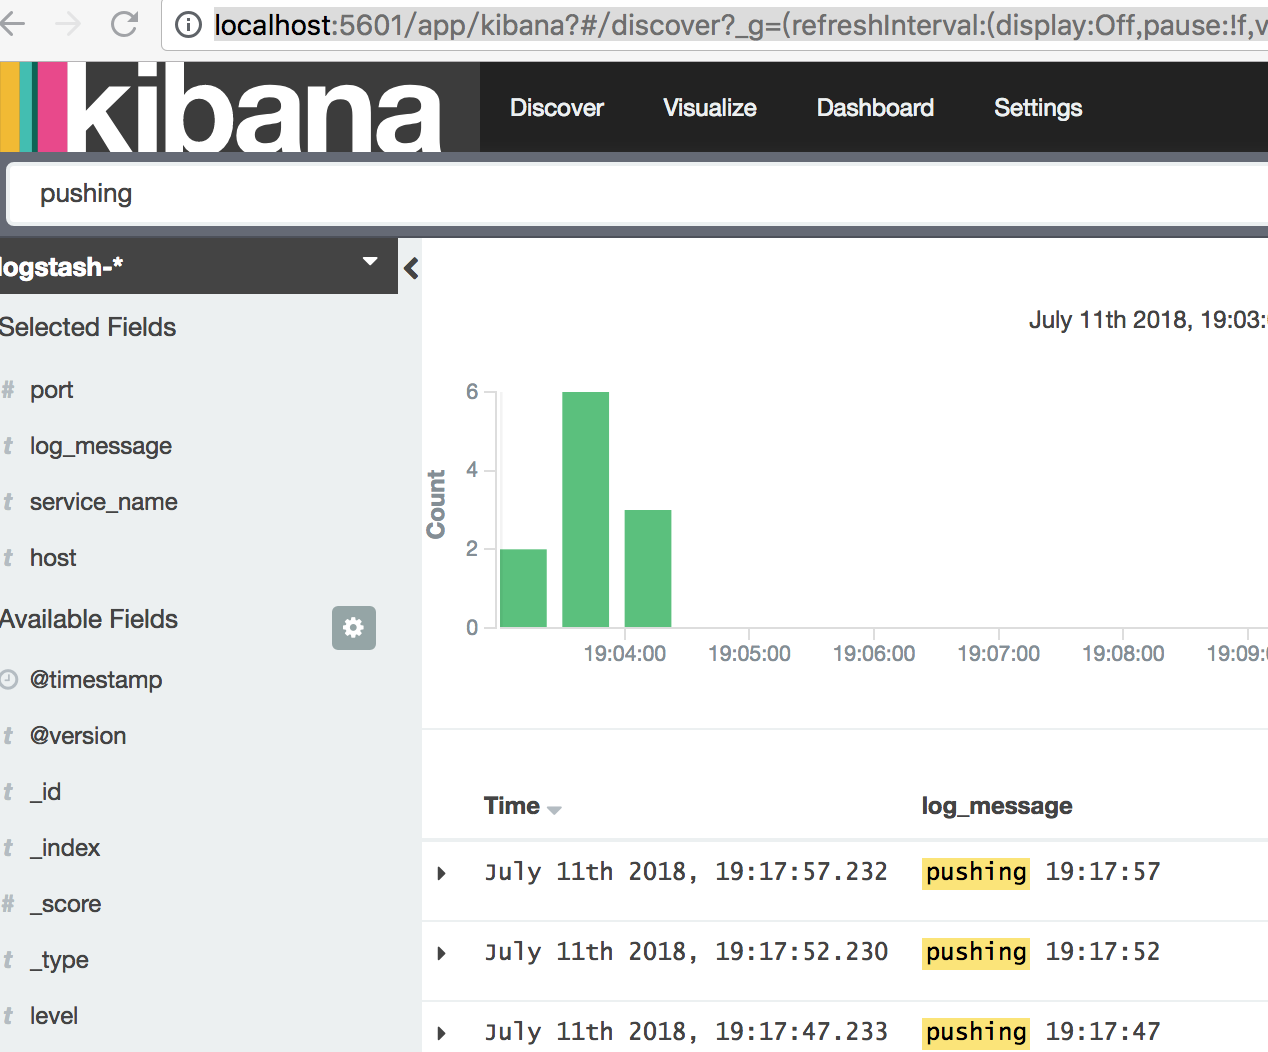 localhost:5601/app/kibana?#/discover?_g=(refreshInterval:(display:Off,pause:!f,v
kibana Discover Visualize Dashboard Settings
pushing
logstash-*
Selected Fields
# port
t log_message
t service_name
t host
Available Fields
@timestamp
t @version
t _id
t _index
# _score
t _type
t level
July 11th 2018, 19:03:
Count
6
4
2
0
19:04:00 19:05:00 19:06:00 19:07:00 19:08:00 19:09:
Time log_message
July 11th 2018, 19:17:57.232 pushing 19:17:57
July 11th 2018, 19:17:52.230 pushing 19:17:52
July 11th 2018, 19:17:47.233 pushing 19:17:47